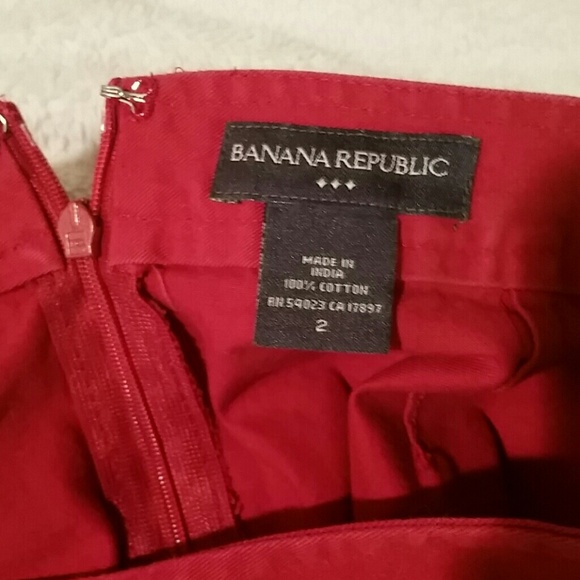 BANANA REPUBLIC
MADE IN
INDIA
100% COTTON
RN 54023 CA 17897
2